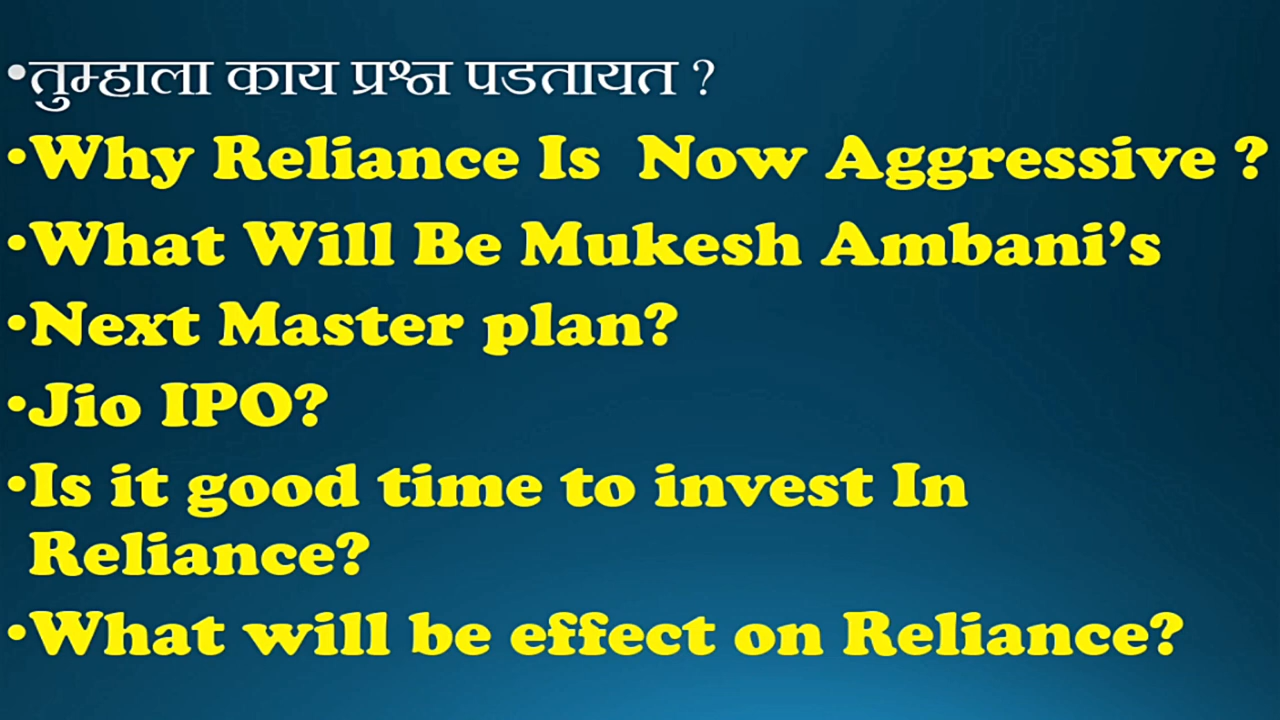 •तुम्हाला काय प्रश्न पडतायत ?
•Why Reliance Is Now Aggressive ?
•What Will Be Mukesh Ambani’s
•Next Master plan?
•Jio IPO?
•Is it good time to invest In
Reliance?
•What will be effect on Reliance?